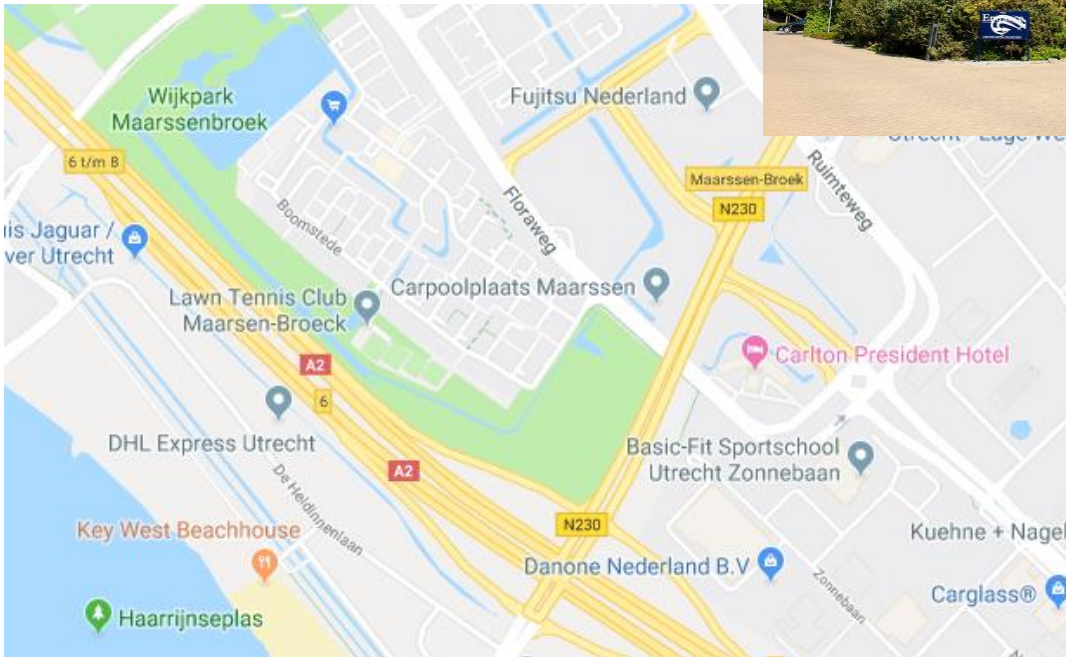 Wijkpark
Maarssenbroek
Fujitsu Nederland
6 t/m 8
Maarssen-Broek
N230
Ruimteweg
Floraweg
Boomstede
Lawn Tennis Club
Maarsen-Broeck
Carpoolplaats Maarssen
is Jaguar /
ver Utrecht
A2
6
Carlton President Hotel
DHL Express Utrecht
A2
De Heidinnenlaan
Basic-Fit Sportschool
Utrecht Zonnebaan
Key West Beachhouse
N230
Kuehne + Nagel
Danone Nederland B.V
Zonnebaan
Carglass®
Haarrijnseplas